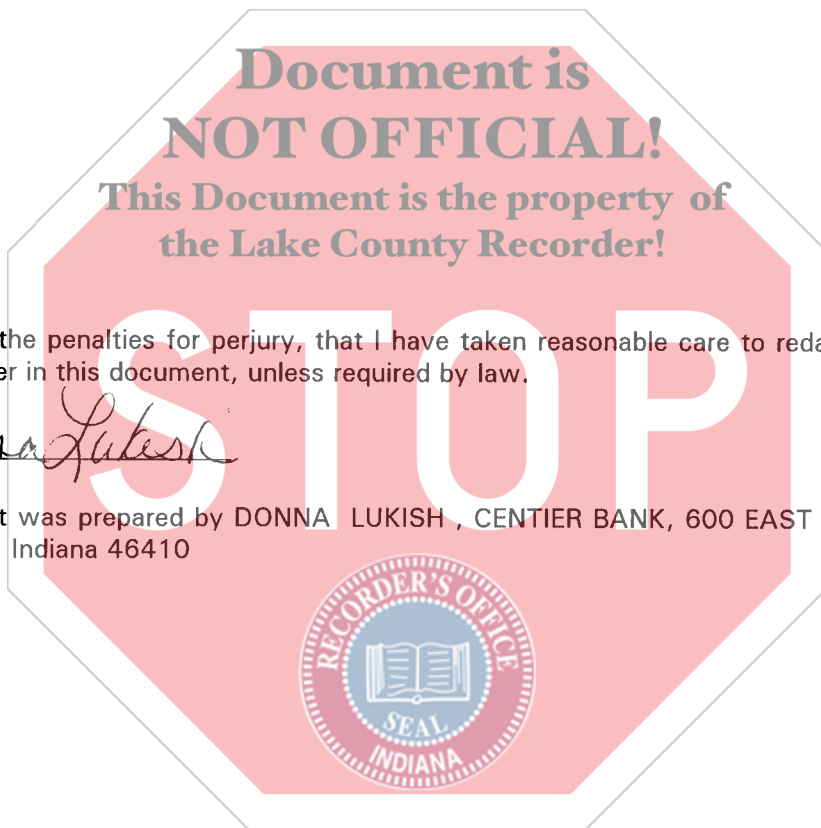 Document is
NOT OFFICIAL!
This Document is the property of
the Lake County Recorder!
STOP
the penalties for perjury, that I have taken reasonable care to reda
er in this document, unless required by law.
na Lukish
t was prepared by DONNA LUKISH , CENTIER BANK, 600 EAST
Indiana 46410
RECORDER'S OFFICE
SEAL
INDIANA